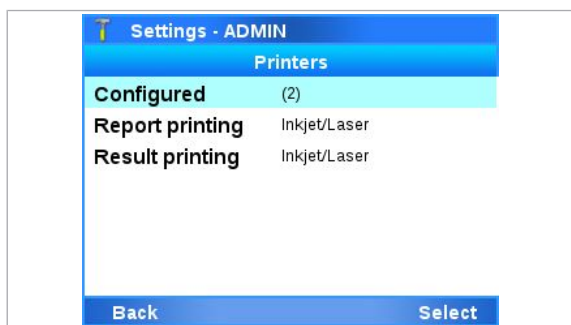 Settings - ADMIN
Printers
Configured (2)
Report printing Inkjet/Laser
Result printing Inkjet/Laser
Back Select